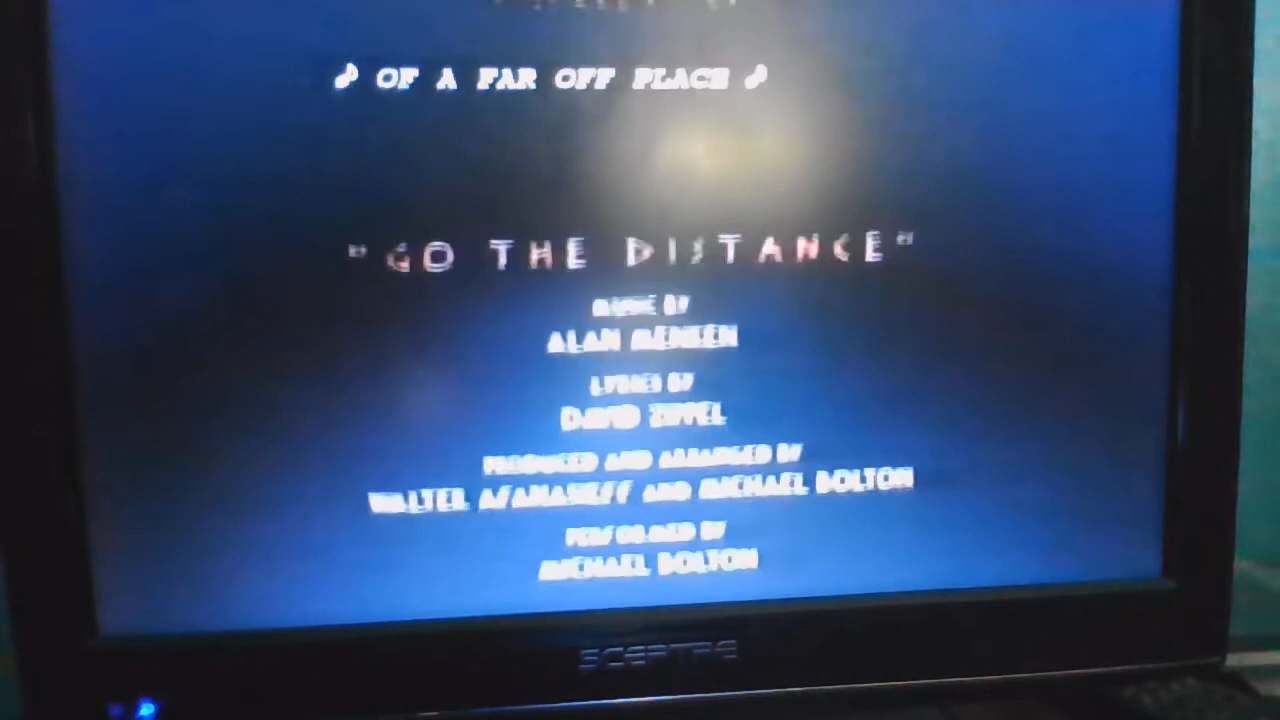 ♪ OF A FAR OFF PLACE ♪
"GO THE DISTANCE"
MUSIC BY
ALAN MENKEN
LYRICS BY
DAVID ZIPPEL
PRODUCED AND ARRANGED BY
WALTER AFANASIEFF AND MICHAEL BOLTON
PERFORMED BY
MICHAEL BOLTON
SCEPTRE